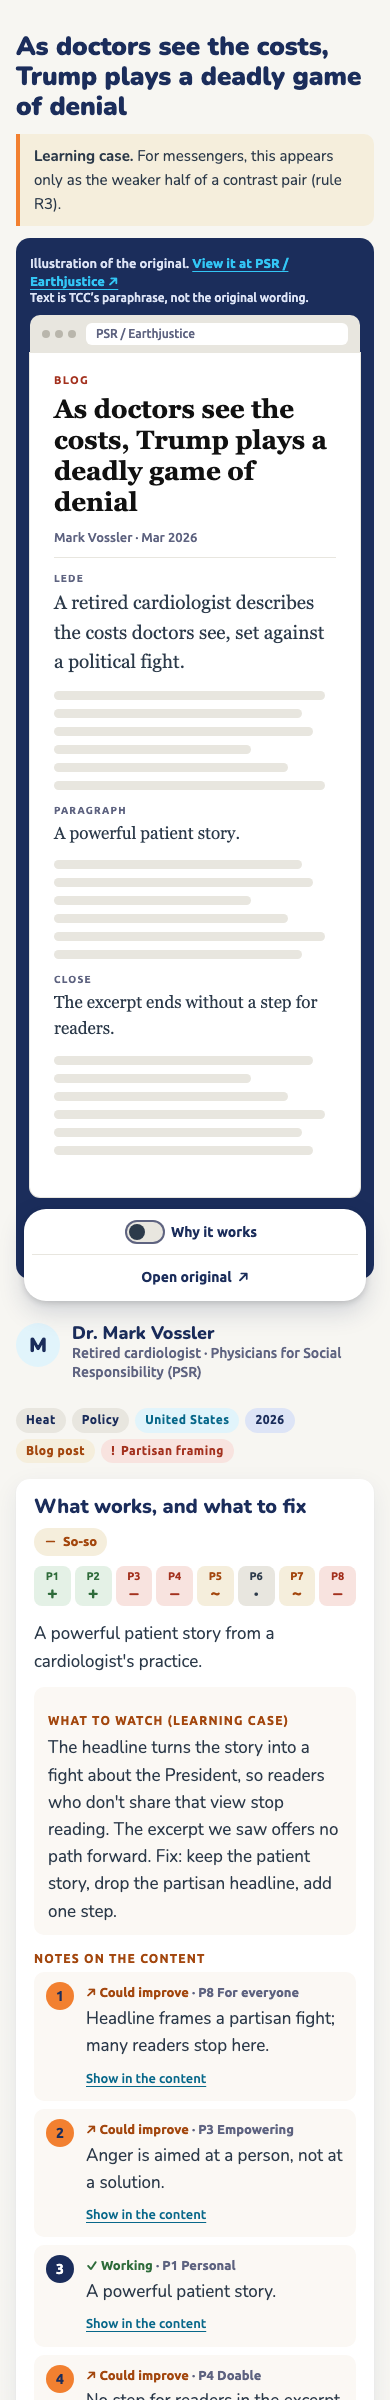 As doctors see the costs,
Trump plays a deadly game
of denial
Learning case. For messengers, this appears
only as the weaker half of a contrast pair (rule
R3).
Illustration of the original. View it at PSR /
Earthjustice ↗
Text is TCC's paraphrase, not the original wording.
PSR / Earthjustice
BLOG
As doctors see the
costs, Trump plays a
deadly game of
denial
Mark Vossler · Mar 2026
LEDE
A retired cardiologist describes
the costs doctors see, set against
a political fight.
PARAGRAPH
A powerful patient story.
CLOSE
The excerpt ends without a step for
readers.
Why it works
Open original ↗
M
Dr. Mark Vossler
Retired cardiologist · Physicians for Social
Responsibility (PSR)
Heat Policy United States 2026
Blog post ! Partisan framing
What works, and what to fix
– So-so
P1 P2 P3 P4 P5 P6 P7 P8
+ + – – ~ · ~ –
A powerful patient story from a
cardiologist's practice.
WHAT TO WATCH (LEARNING CASE)
The headline turns the story into a
fight about the President, so readers
who don't share that view stop
reading. The excerpt we saw offers no
path forward. Fix: keep the patient
story, drop the partisan headline, add
one step.
NOTES ON THE CONTENT
1 ↗ Could improve · P8 For everyone
Headline frames a partisan fight;
many readers stop here.
Show in the content
2 ↗ Could improve · P3 Empowering
Anger is aimed at a person, not at
a solution.
Show in the content
3 ✓ Working · P1 Personal
A powerful patient story.
Show in the content
4 ↗ Could improve · P4 Doable
No step for readers in the excerpt